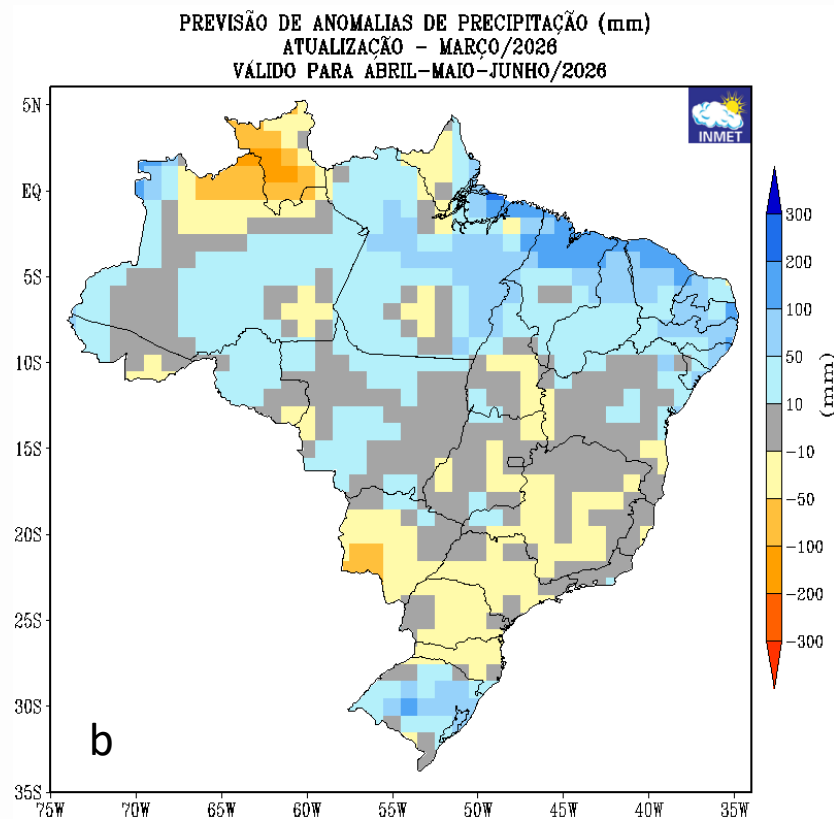 PREVISÃO DE ANOMALIAS DE PRECIPITAÇÃO (mm)
ATUALIZAÇÃO - MARÇO/2026
VÁLIDO PARA ABRIL-MAIO-JUNHO/2026
INMET
5N
EQ
5S
10S
15S
20S
25S
30S
35S
75W 70W 65W 60W 55W 50W 45W 40W 35W
300
200
100
50
10
-10
-50
-100
-200
-300
(mm)
b